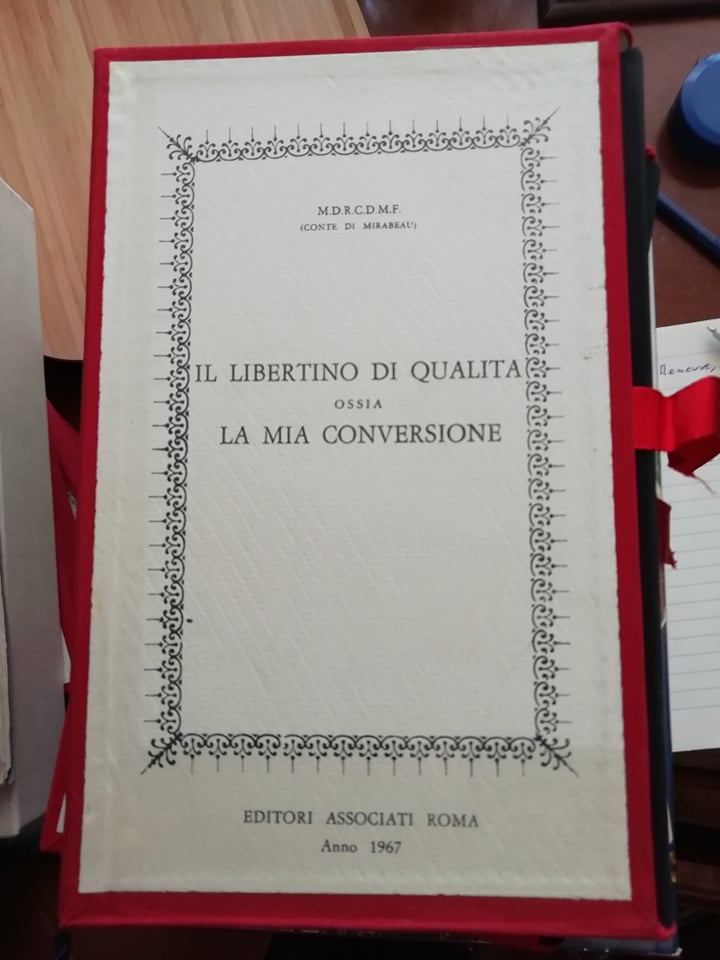 M.D.R.C.D.M.F.
(CONTE DI MIRABEAU)
IL LIBERTINO DI QUALITA
OSSIA
LA MIA CONVERSIONE
EDITORI ASSOCIATI ROMA
Anno 1967